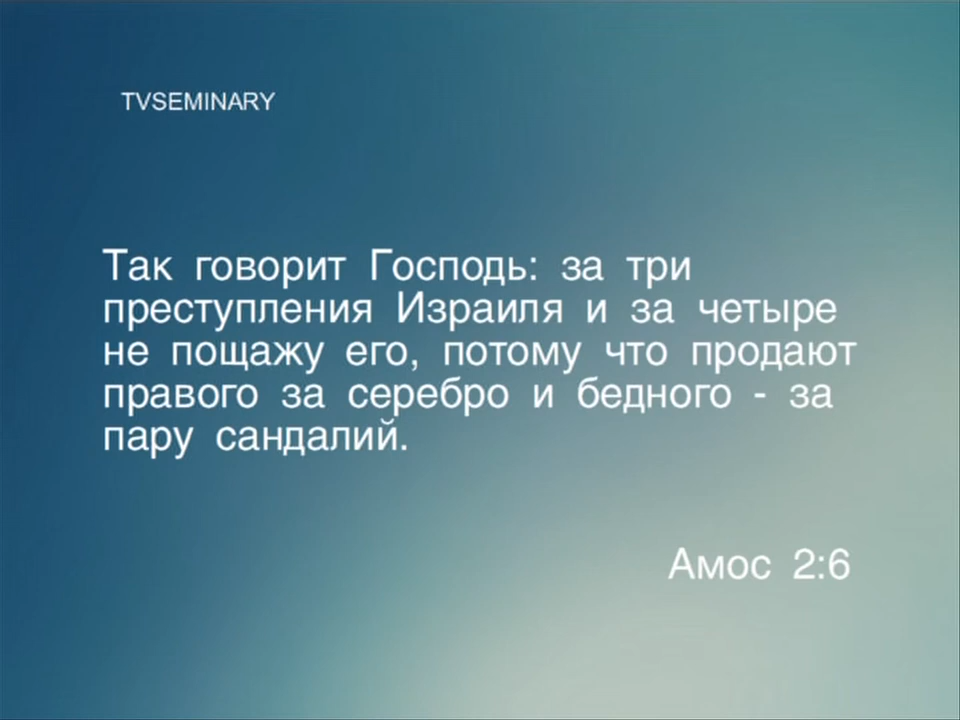 TVSEMINARY
Так говорит Господь: за три
преступления Израиля и за четыре
не пощажу его, потому что продают
правого за серебро и бедного - за
пару сандалий.
Амос 2:6